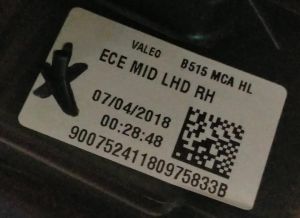 VALEO B515 MCA HL
ECE MID LHD RH
07/04/2018
00:28:48
90075241180975833B